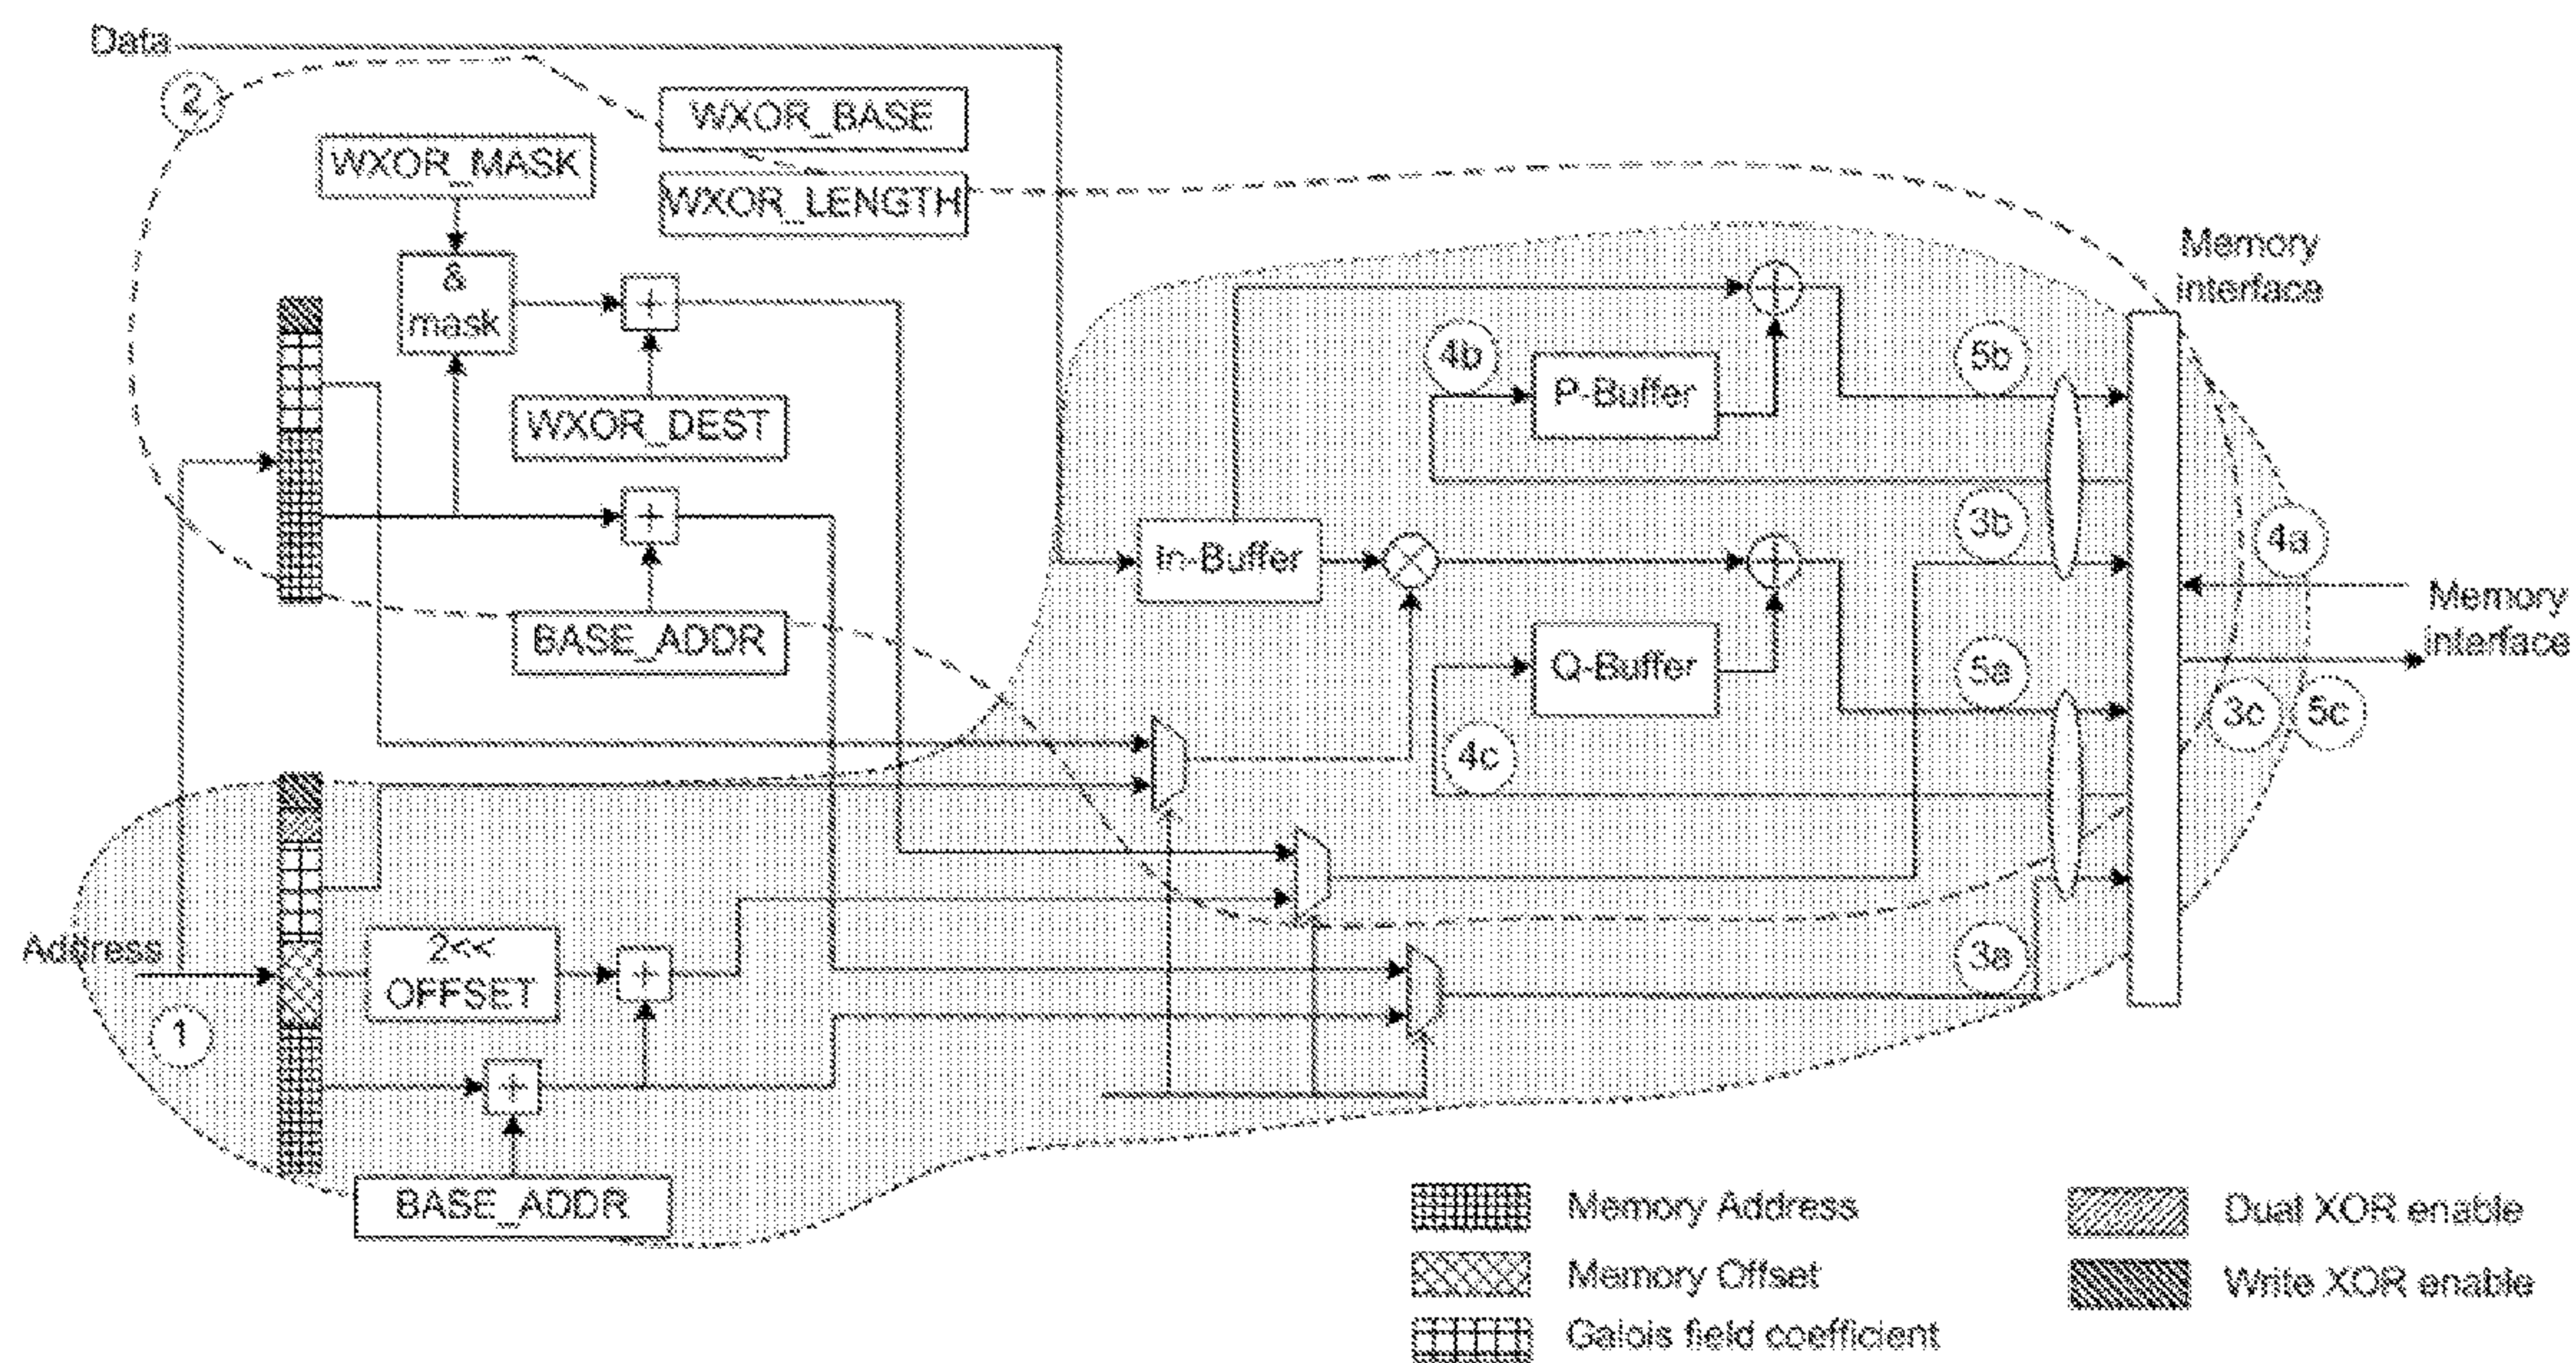 Data
2
WXOR_BASE
WXOR_MASK
WXOR_LENGTH
Memory
interface
&
mask
+
4b
5b
P-Buffer
WXOR_DEST
+
3b
4a
In-Buffer
Memory
interface
BASE_ADDR
Q-Buffer
5a
3c
5c
4c
Address
2<<
OFFSET
+
3a
1
+
BASE_ADDR
Memory Address
Dual XOR enable
Memory Offset
Write XOR enable
Galois field coefficient